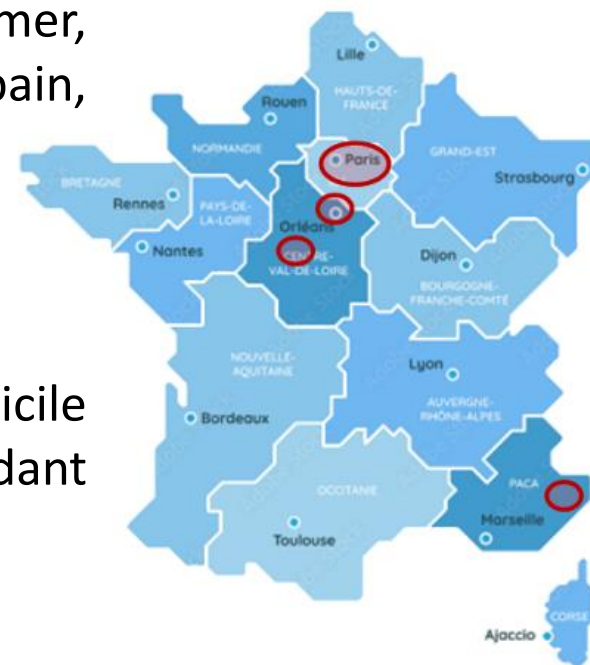 mer,
pain,
icile
dant
Lille
HAUTS-DE-
FRANCE
Rouen
NORMANDIE
Paris
GRAND-EST
Strasbourg
BRETAGNE
Rennes
PAYS-DE-
LA-LOIRE
Nantes
Orléans
CENTRE-
VAL-DE-LOIRE
Dijon
BOURGOGNE-
FRANCHE-COMTÉ
NOUVELLE-
AQUITAINE
Lyon
AUVERGNE-
RHÔNE-ALPES
Bordeaux
OCCITANIE
Toulouse
PACA
Marseille
CORSE
Ajaccio